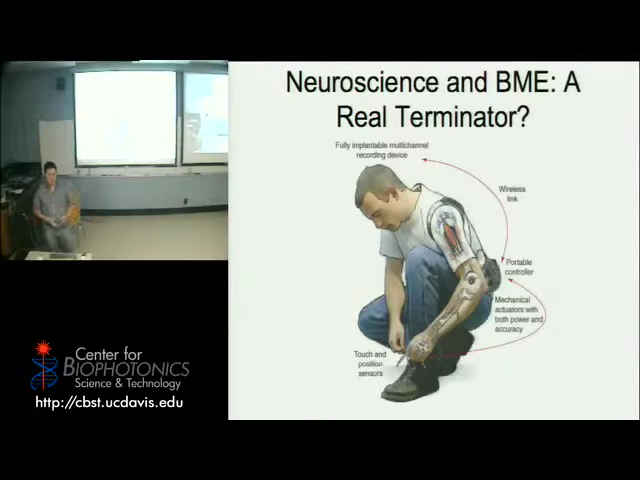 Neuroscience and BME: A
Real Terminator?
Fully implantable multichannel
recording device
Wireless
link
Portable
controller
Mechanical
actuators with
both power and
accuracy
Touch and
position
sensors
Center for
BIOPHOTONICS
Science & Technology
http://cbst.ucdavis.edu